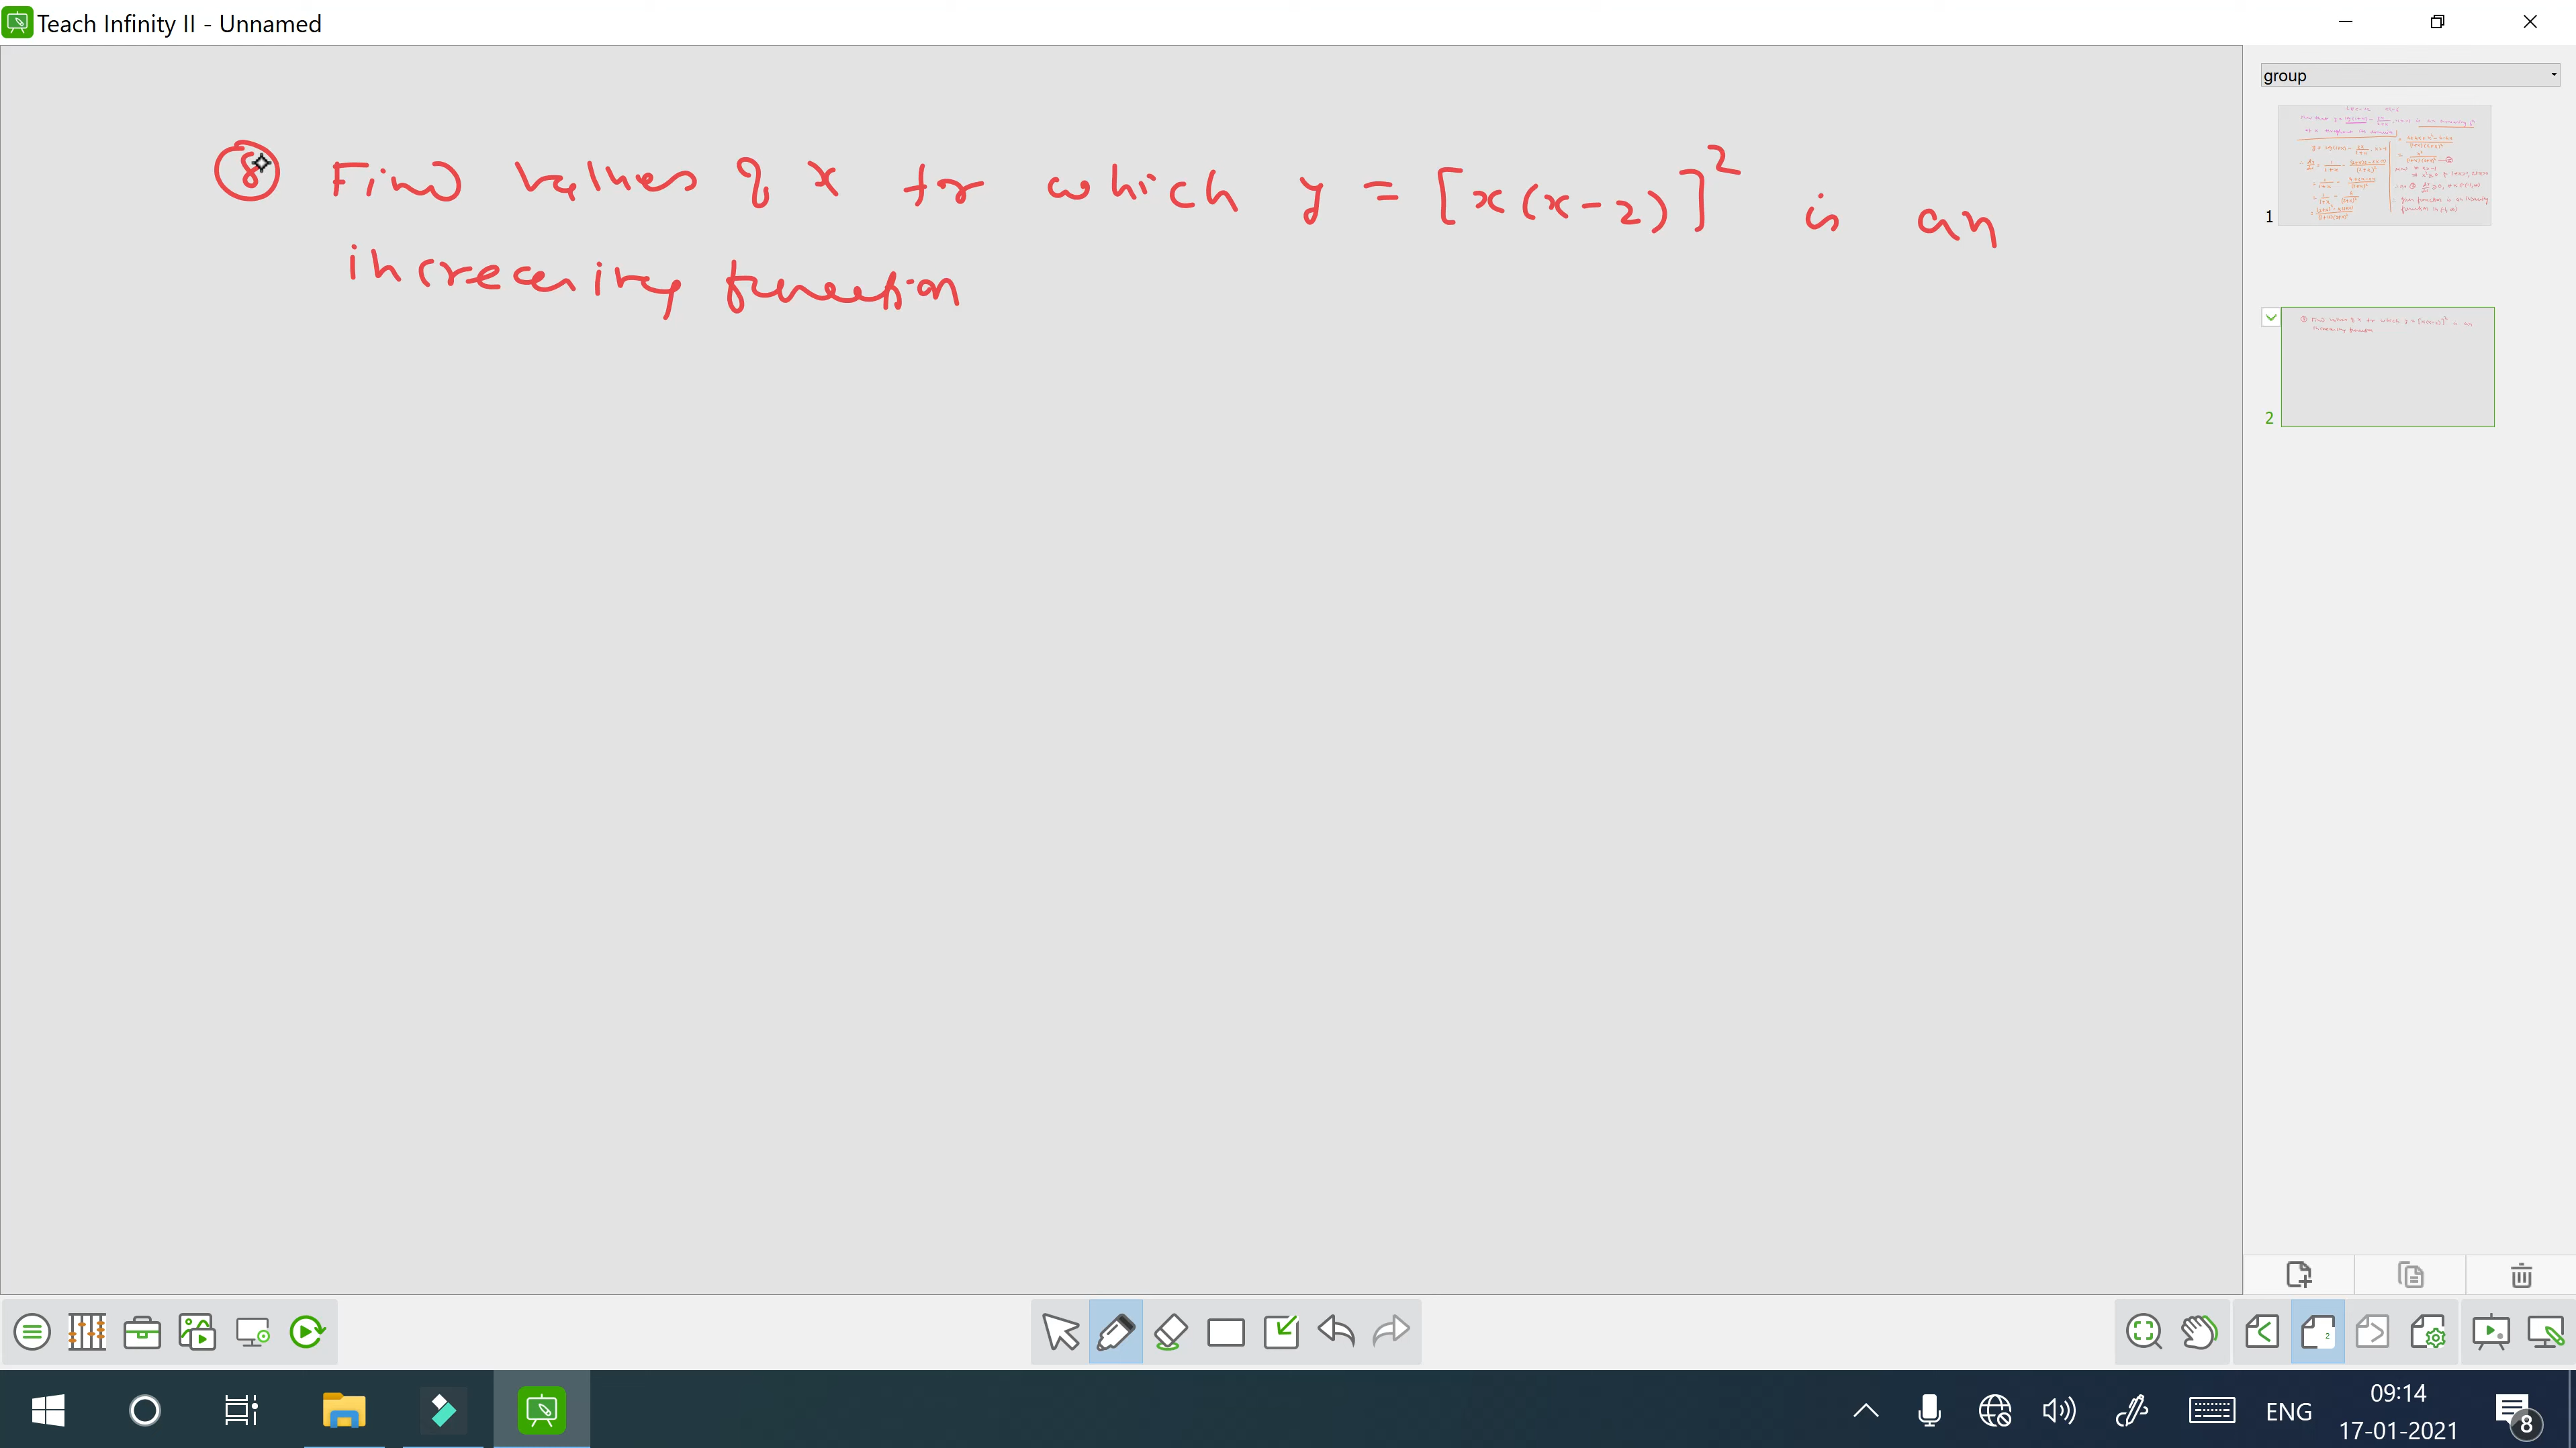 Teach Infinity II - Unnamed
group
⑧ Find values of x for which y = [x(x-2)]² is an
increasing function
1
2
2
ENG
09:14
17-01-2021
8